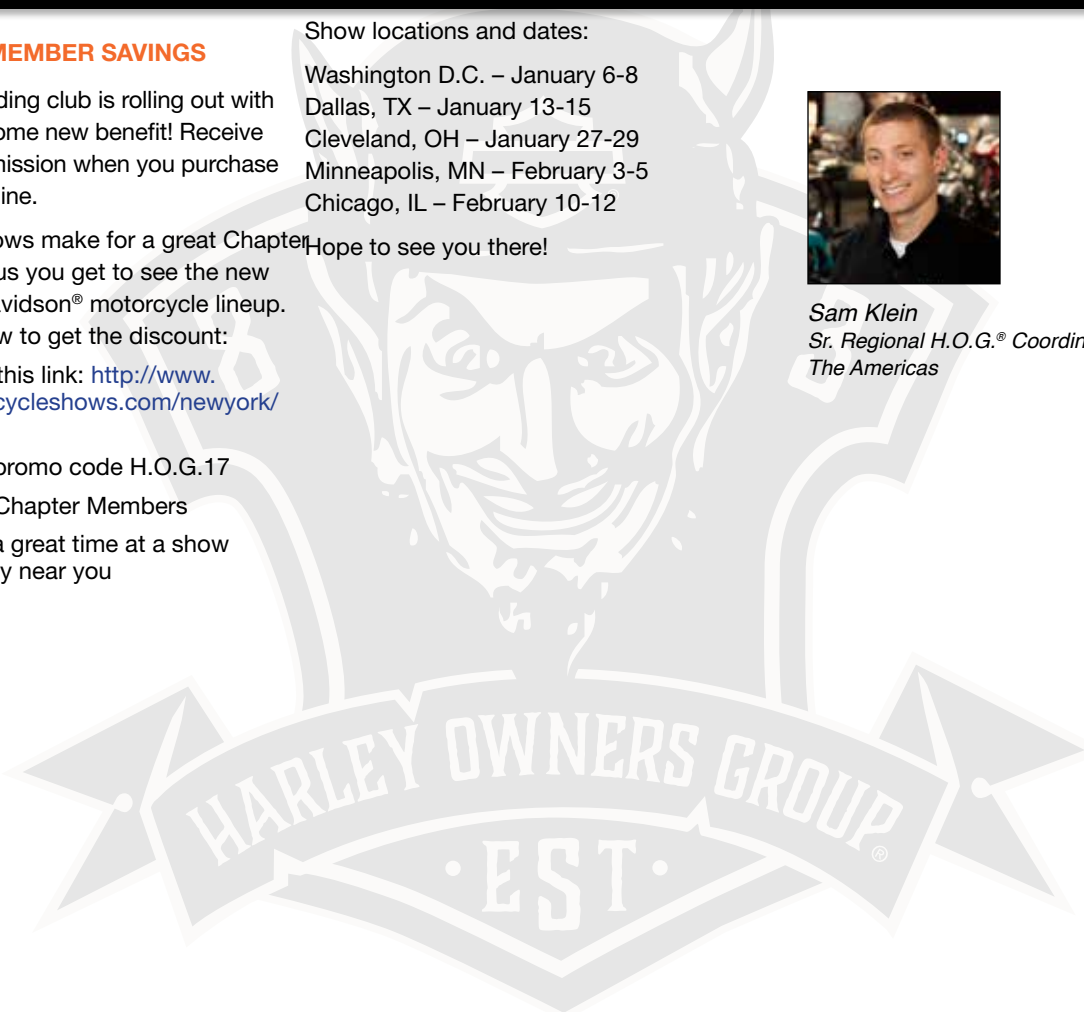 MEMBER SAVINGS
ding club is rolling out with
ome new benefit! Receive
mission when you purchase
ine.
ows make for a great Chapter
us you get to see the new
vidson® motorcycle lineup.
w to get the discount:
this link: http://www.
cycleshows.com/newyork/
promo code H.O.G.17
Chapter Members
a great time at a show
y near you
Show locations and dates:
Washington D.C. – January 6-8
Dallas, TX – January 13-15
Cleveland, OH – January 27-29
Minneapolis, MN – February 3-5
Chicago, IL – February 10-12
Hope to see you there!
Sam Klein
Sr. Regional H.O.G.® Coordin
The Americas
8 3
HARLEY OWNERS GROUP®
· EST ·